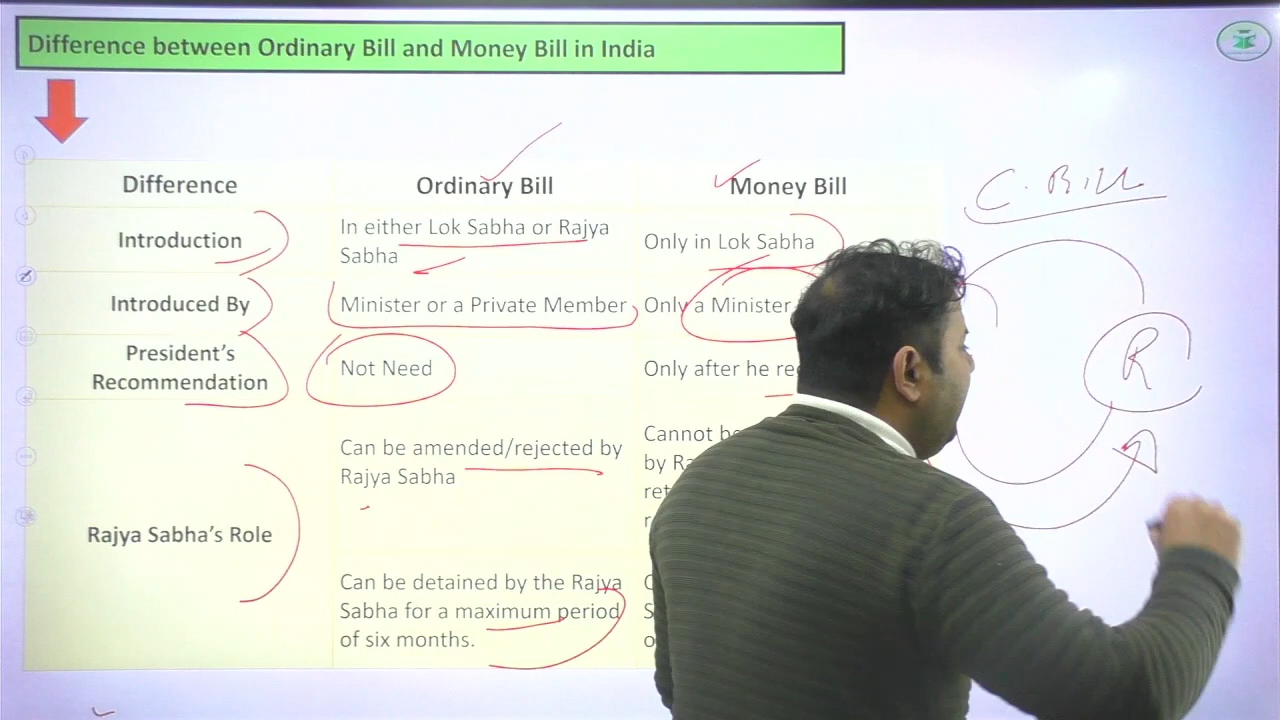 Difference between Ordinary Bill and Money Bill in India
Difference
Ordinary Bill
Money Bill
Introduction
In either Lok Sabha or Rajya
Sabha
Only in Lok Sabha
Introduced By
Minister or a Private Member
Only a Minister
President's
Recommendation
Not Need
Only after he
Rajya Sabha's Role
Can be amended/rejected by
Rajya Sabha
Cannot
by
Can be detained by the Rajya
Sabha for a maximum period
of six months.
C. Bill
R